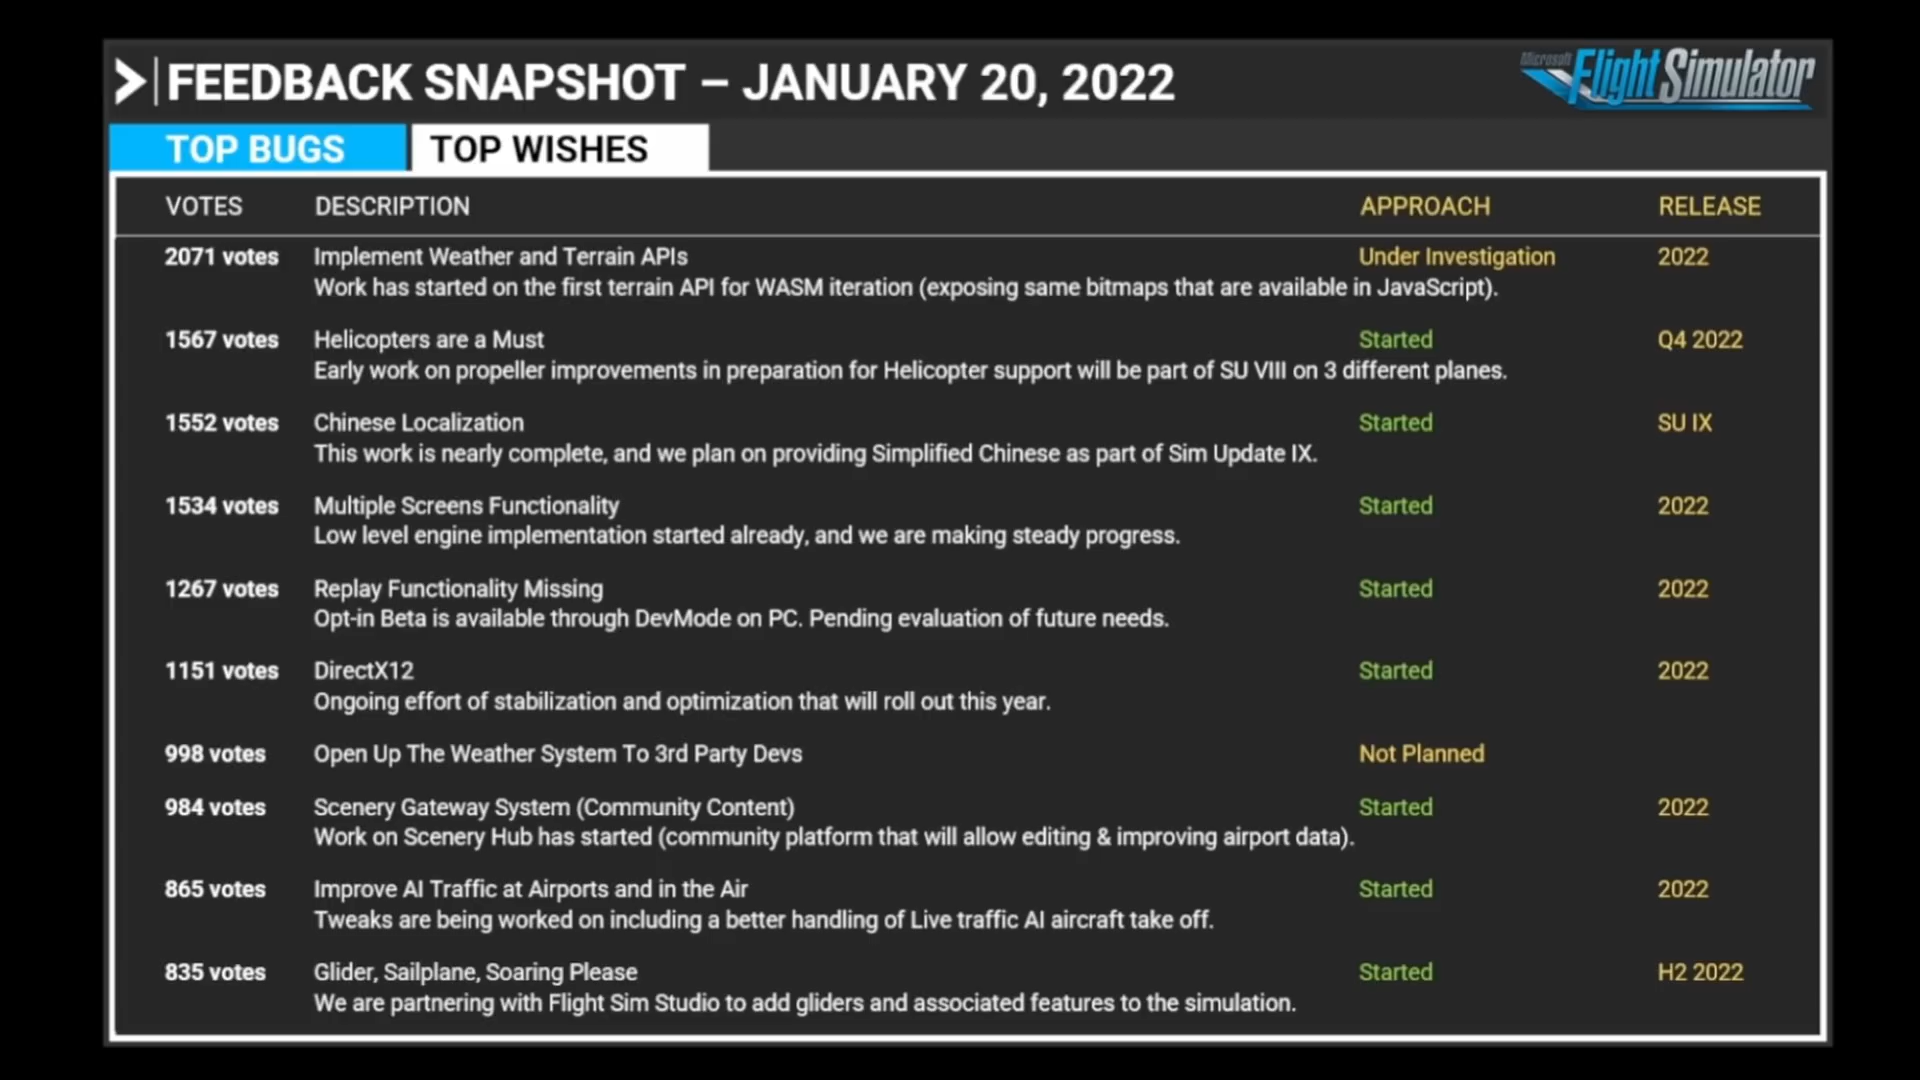 FEEDBACK SNAPSHOT – JANUARY 20, 2022
Microsoft Flight Simulator
TOP BUGS TOP WISHES
VOTES DESCRIPTION APPROACH RELEASE
2071 votes Implement Weather and Terrain APIs Under Investigation 2022
Work has started on the first terrain API for WASM iteration (exposing same bitmaps that are available in JavaScript).
1567 votes Helicopters are a Must Started Q4 2022
Early work on propeller improvements in preparation for Helicopter support will be part of SU VIII on 3 different planes.
1552 votes Chinese Localization Started SU IX
This work is nearly complete, and we plan on providing Simplified Chinese as part of Sim Update IX.
1534 votes Multiple Screens Functionality Started 2022
Low level engine implementation started already, and we are making steady progress.
1267 votes Replay Functionality Missing Started 2022
Opt-in Beta is available through DevMode on PC. Pending evaluation of future needs.
1151 votes DirectX12 Started 2022
Ongoing effort of stabilization and optimization that will roll out this year.
998 votes Open Up The Weather System To 3rd Party Devs Not Planned
984 votes Scenery Gateway System (Community Content) Started 2022
Work on Scenery Hub has started (community platform that will allow editing & improving airport data).
865 votes Improve AI Traffic at Airports and in the Air Started 2022
Tweaks are being worked on including a better handling of Live traffic AI aircraft take off.
835 votes Glider, Sailplane, Soaring Please Started H2 2022
We are partnering with Flight Sim Studio to add gliders and associated features to the simulation.